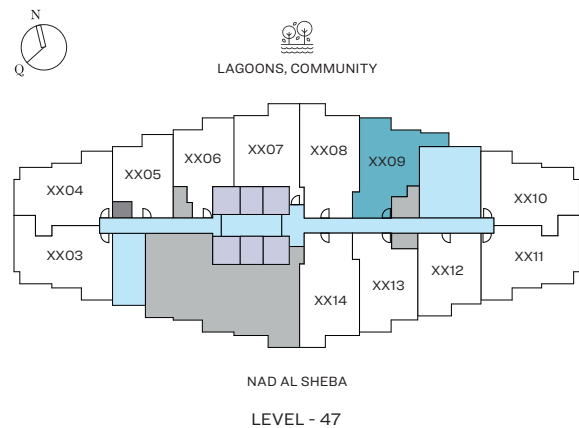 N
Q
LAGOONS, COMMUNITY
XX04
XX05
XX06
XX07
XX08
XX09
XX10
XX03
XX14
XX13
XX12
XX11
NAD AL SHEBA
LEVEL - 47